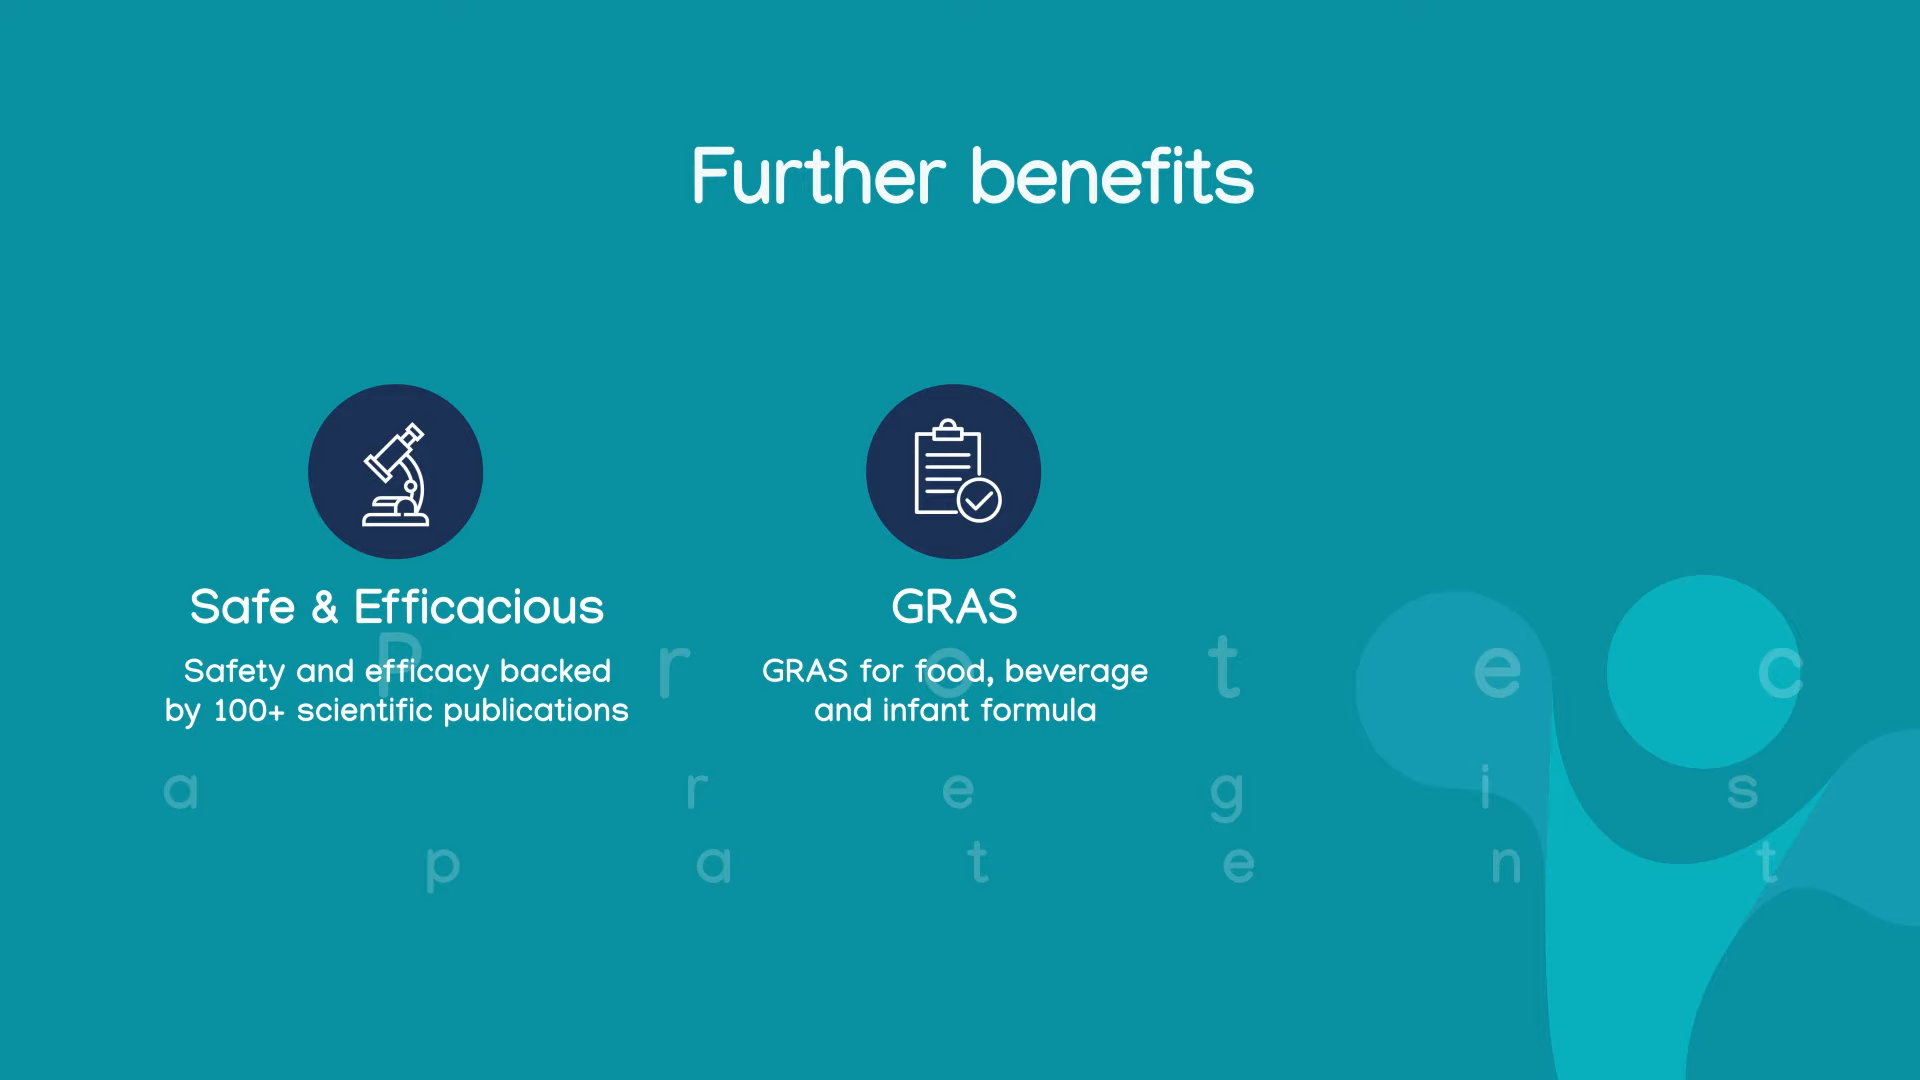 Further benefits
Safe & Efficacious
Safety and efficacy backed
by 100+ scientific publications
GRAS
GRAS for food, beverage
and infant formula
P r o t e c
a r e g i s
p a t e n t